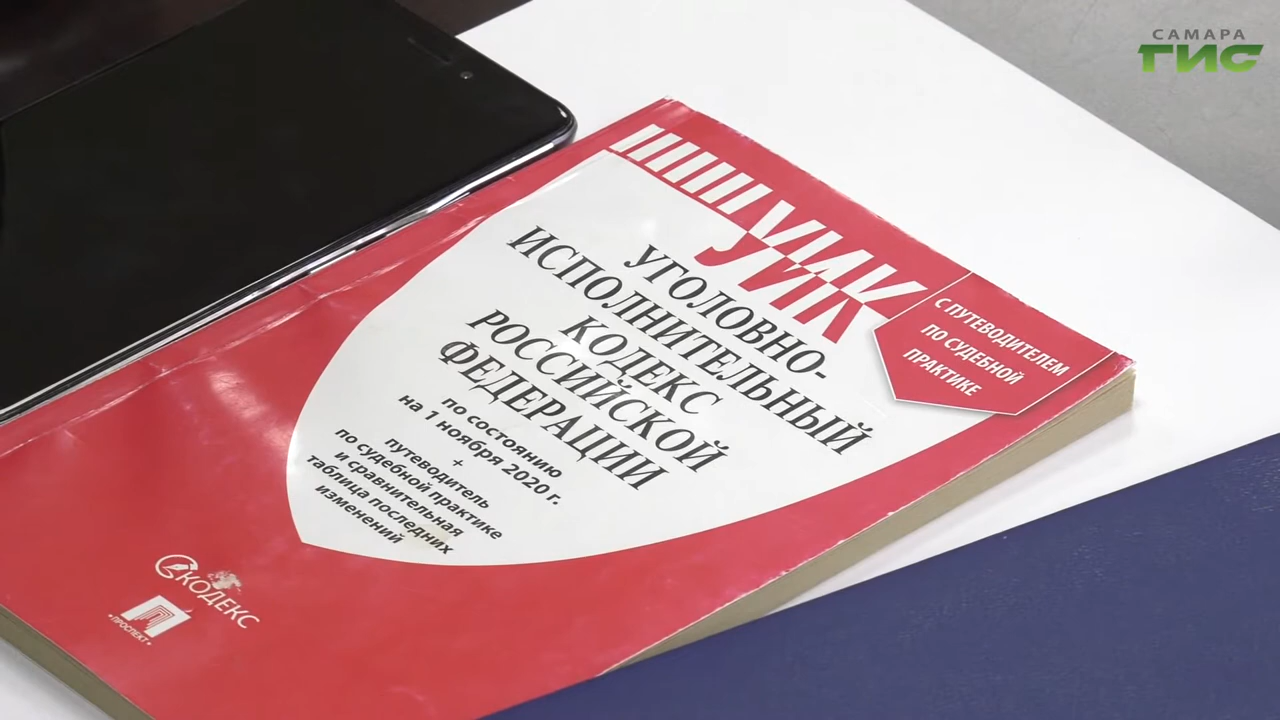 САМАРА
ГИС
УИК
С ПУТЕВОДИТЕЛЕМ
ПО СУДЕБНОЙ
ПРАКТИКЕ
УГОЛОВНО-
ИСПОЛНИТЕЛЬНЫЙ
КОДЕКС
РОССИЙСКОЙ
ФЕДЕРАЦИИ
по состоянию
на 1 ноября 2020 г.
+
путеводитель
по судебной практике
и сравнительная
таблица последних
изменений
КОДЕКС
•ПРОСПЕКТ•